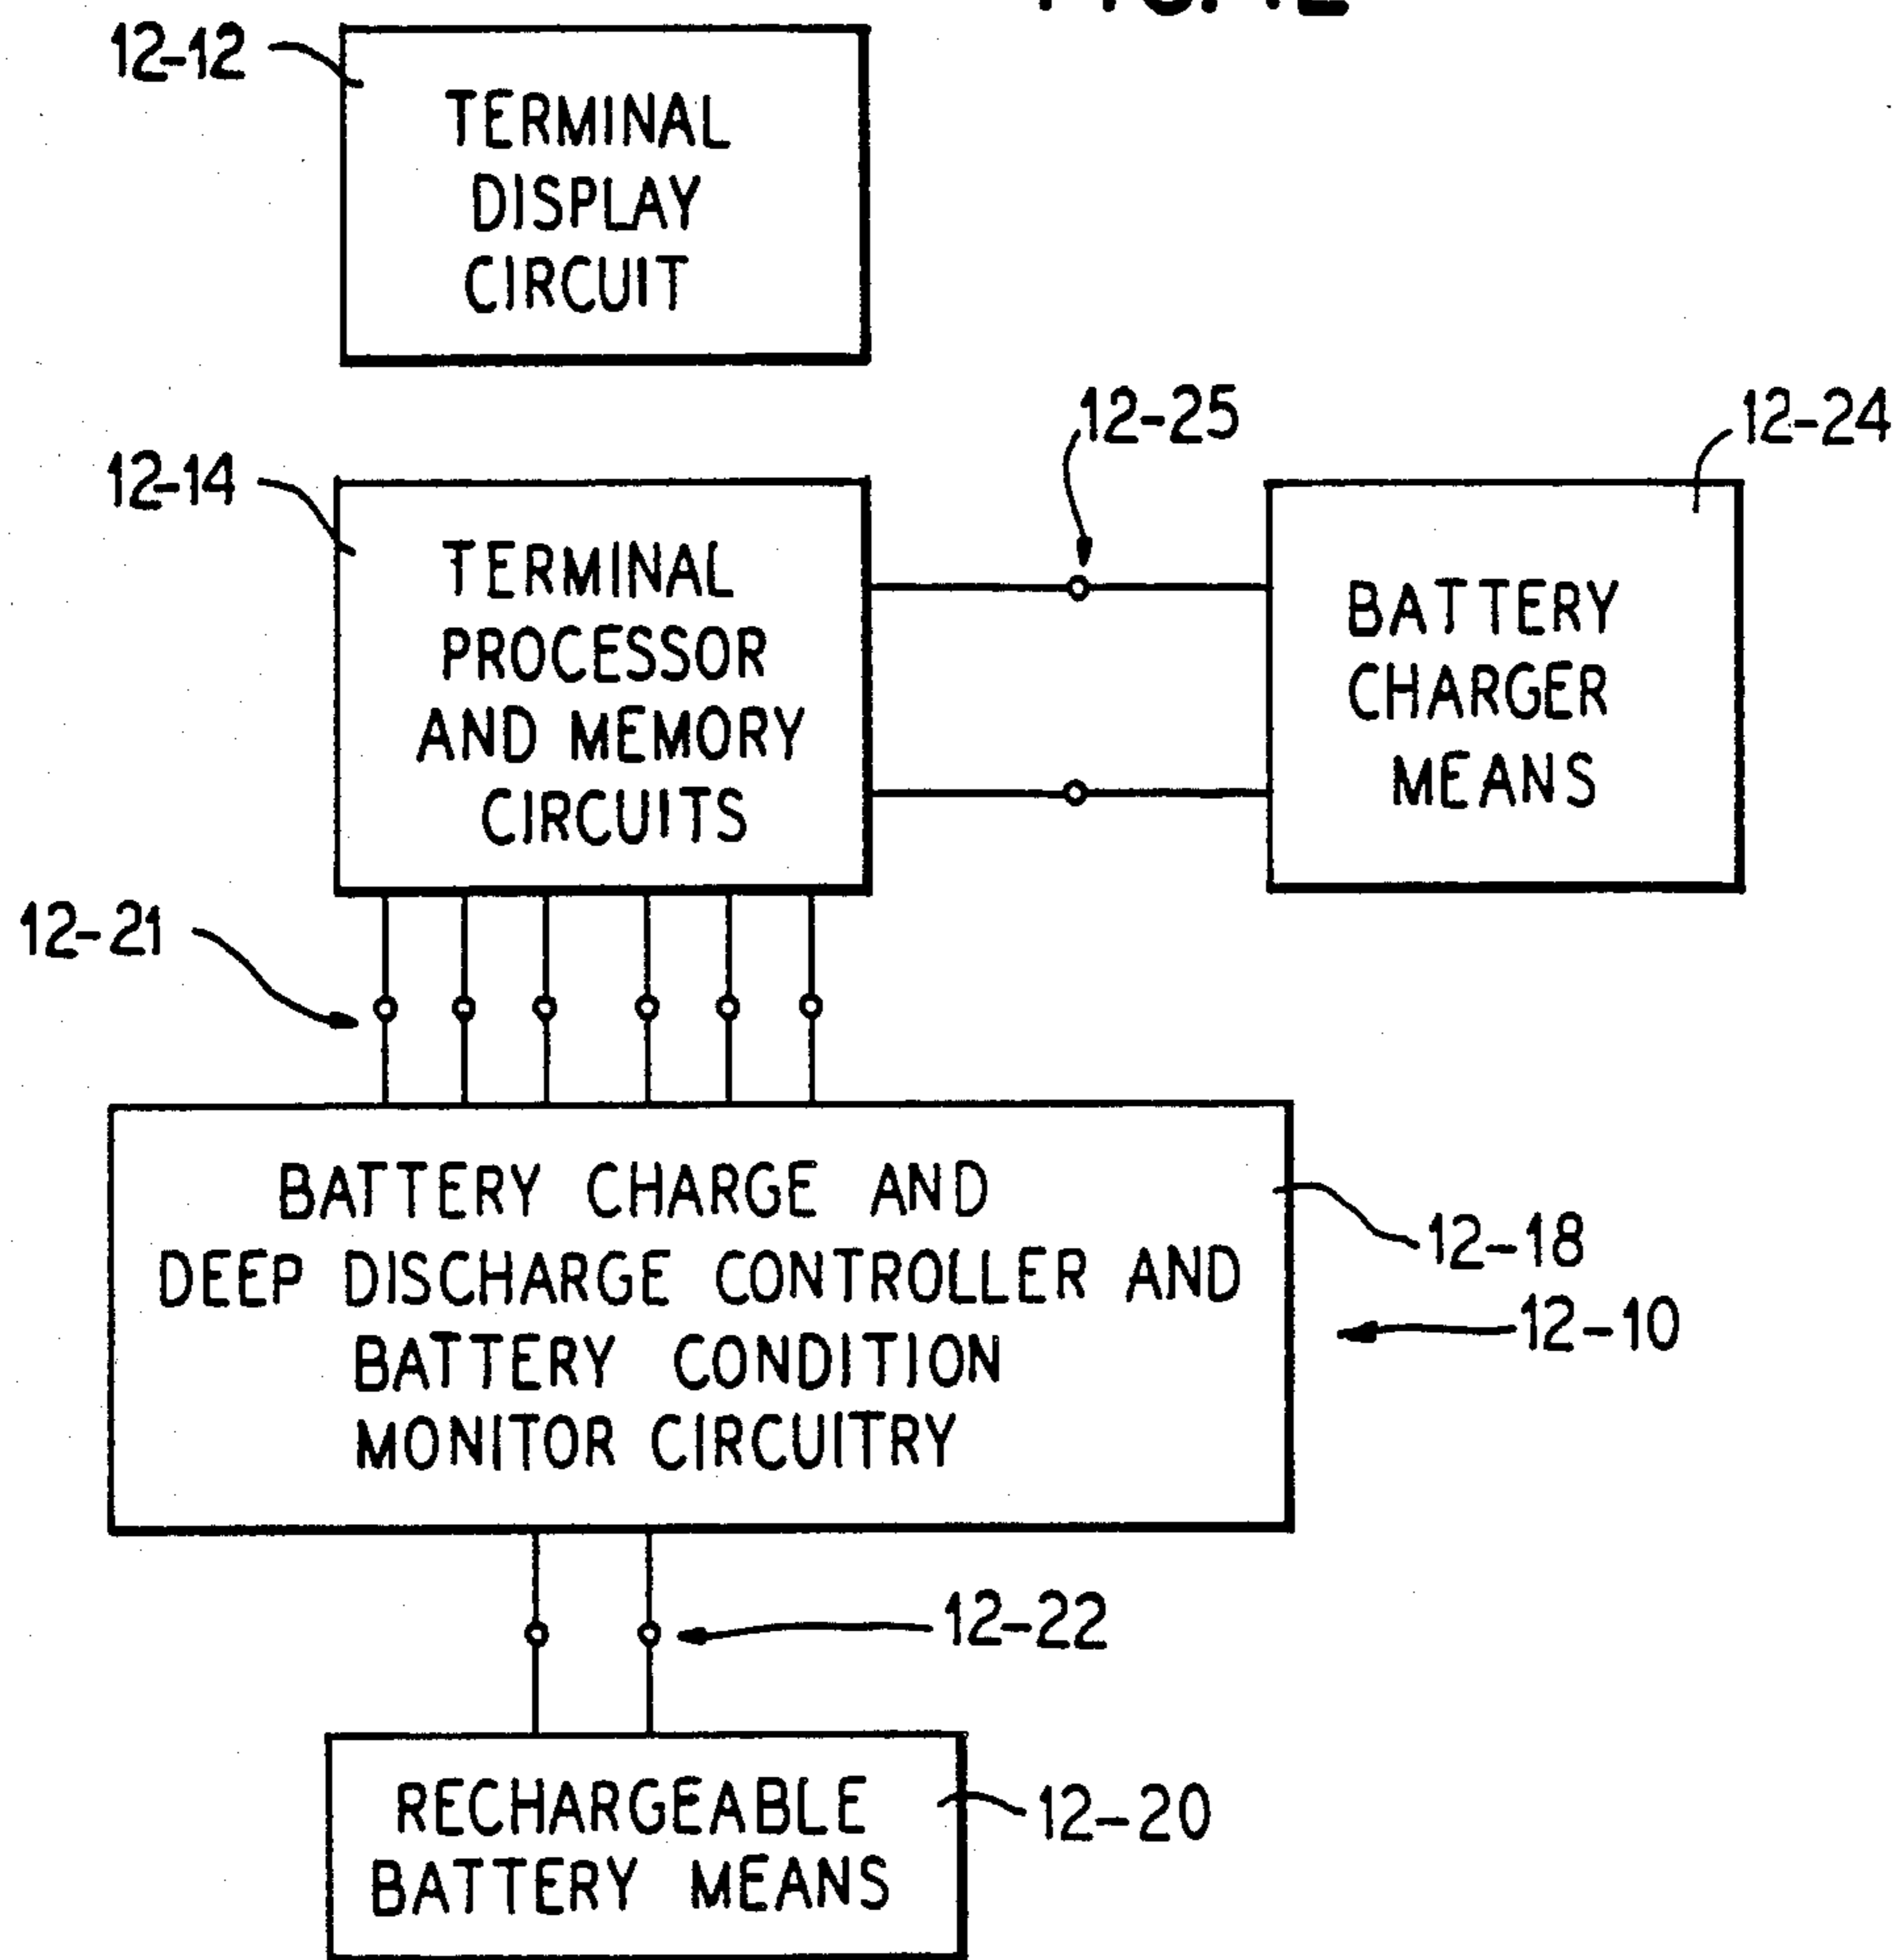 12-12
TERMINAL
DISPLAY
CIRCUIT
12-25
12-24
12-14
TERMINAL
PROCESSOR
AND MEMORY
CIRCUITS
BATTERY
CHARGER
MEANS
12-21
BATTERY CHARGE AND
DEEP DISCHARGE CONTROLLER AND
BATTERY CONDITION
MONITOR CIRCUITRY
12-18
12-10
12-22
RECHARGEABLE
BATTERY MEANS
12-20